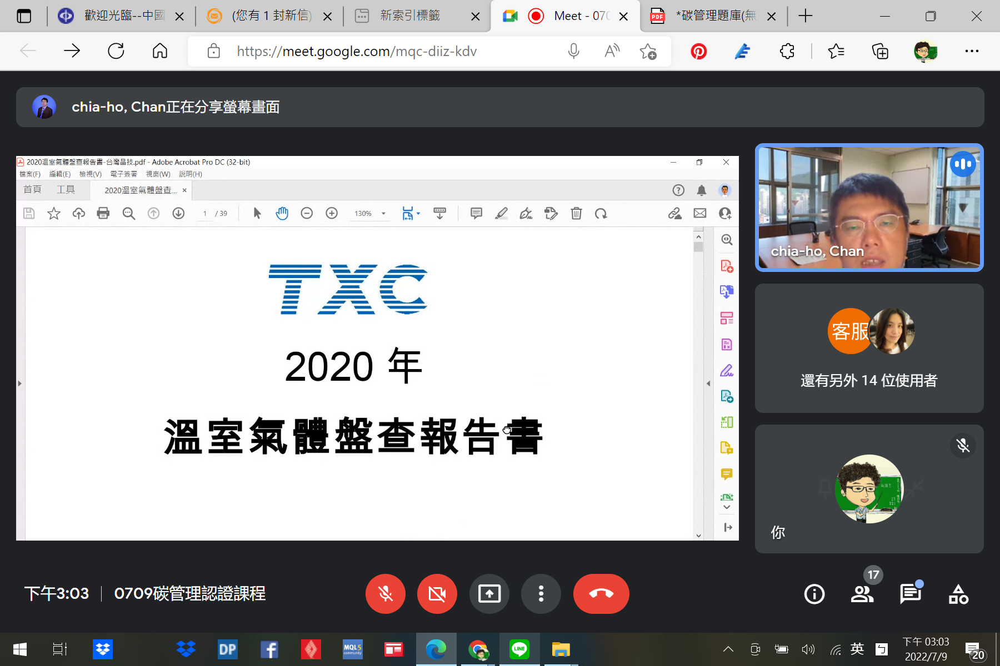 歡迎光臨--中國
(您有 1 封新信)
新索引標籤
Meet - 070
*碳管理題庫(無
https://meet.google.com/mqc-diiz-kdv
chia-ho, Chan正在分享螢幕畫面
2020溫室氣體盤查報告書-台灣晶技.pdf - Adobe Acrobat Pro DC (32-bit)
檔案(F) 編輯(E) 檢視(V) 電子簽署 視窗(W) 說明(H)
首頁 工具 2020溫室氣體盤查...
1 / 39 130%
TXC
2020 年
溫室氣體盤查報告書
chia-ho, Chan
客服
還有另外 14 位使用者
你
下午3:03 0709碳管理認證課程
17
DP
MQL5
community
LINE
英
下午 03:03
2022/7/9
20